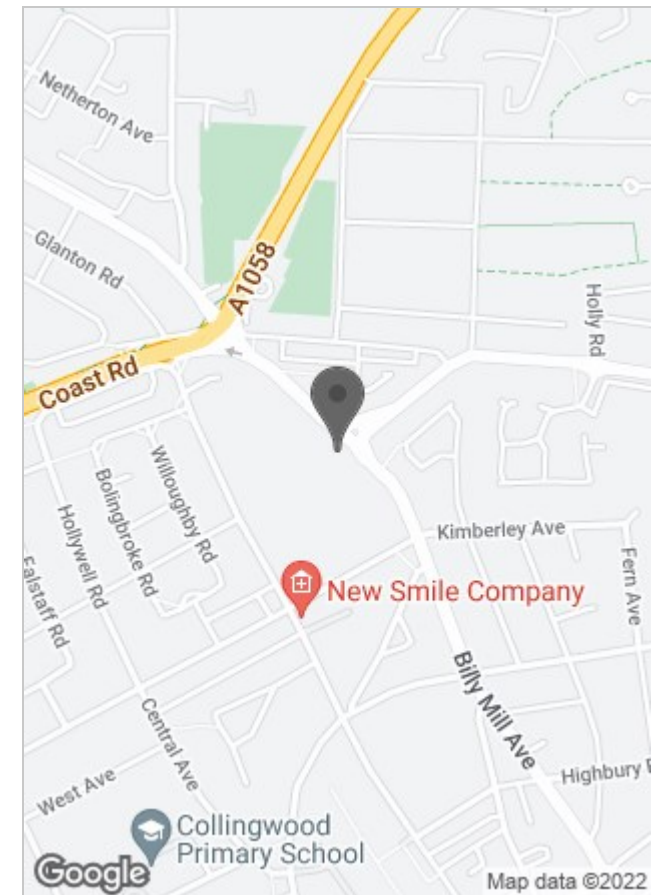 Netherton Ave
Glanton Rd
A1058
Coast Rd
Holly Rd
Willoughby Rd
Bolingbroke Rd
Hollywell Rd
Falstaff Rd
Kimberley Ave
Fern Ave
New Smile Company
Billy Mill Ave
Central Ave
West Ave
Highbury
Collingwood
Primary School
Google
Map data ©2022